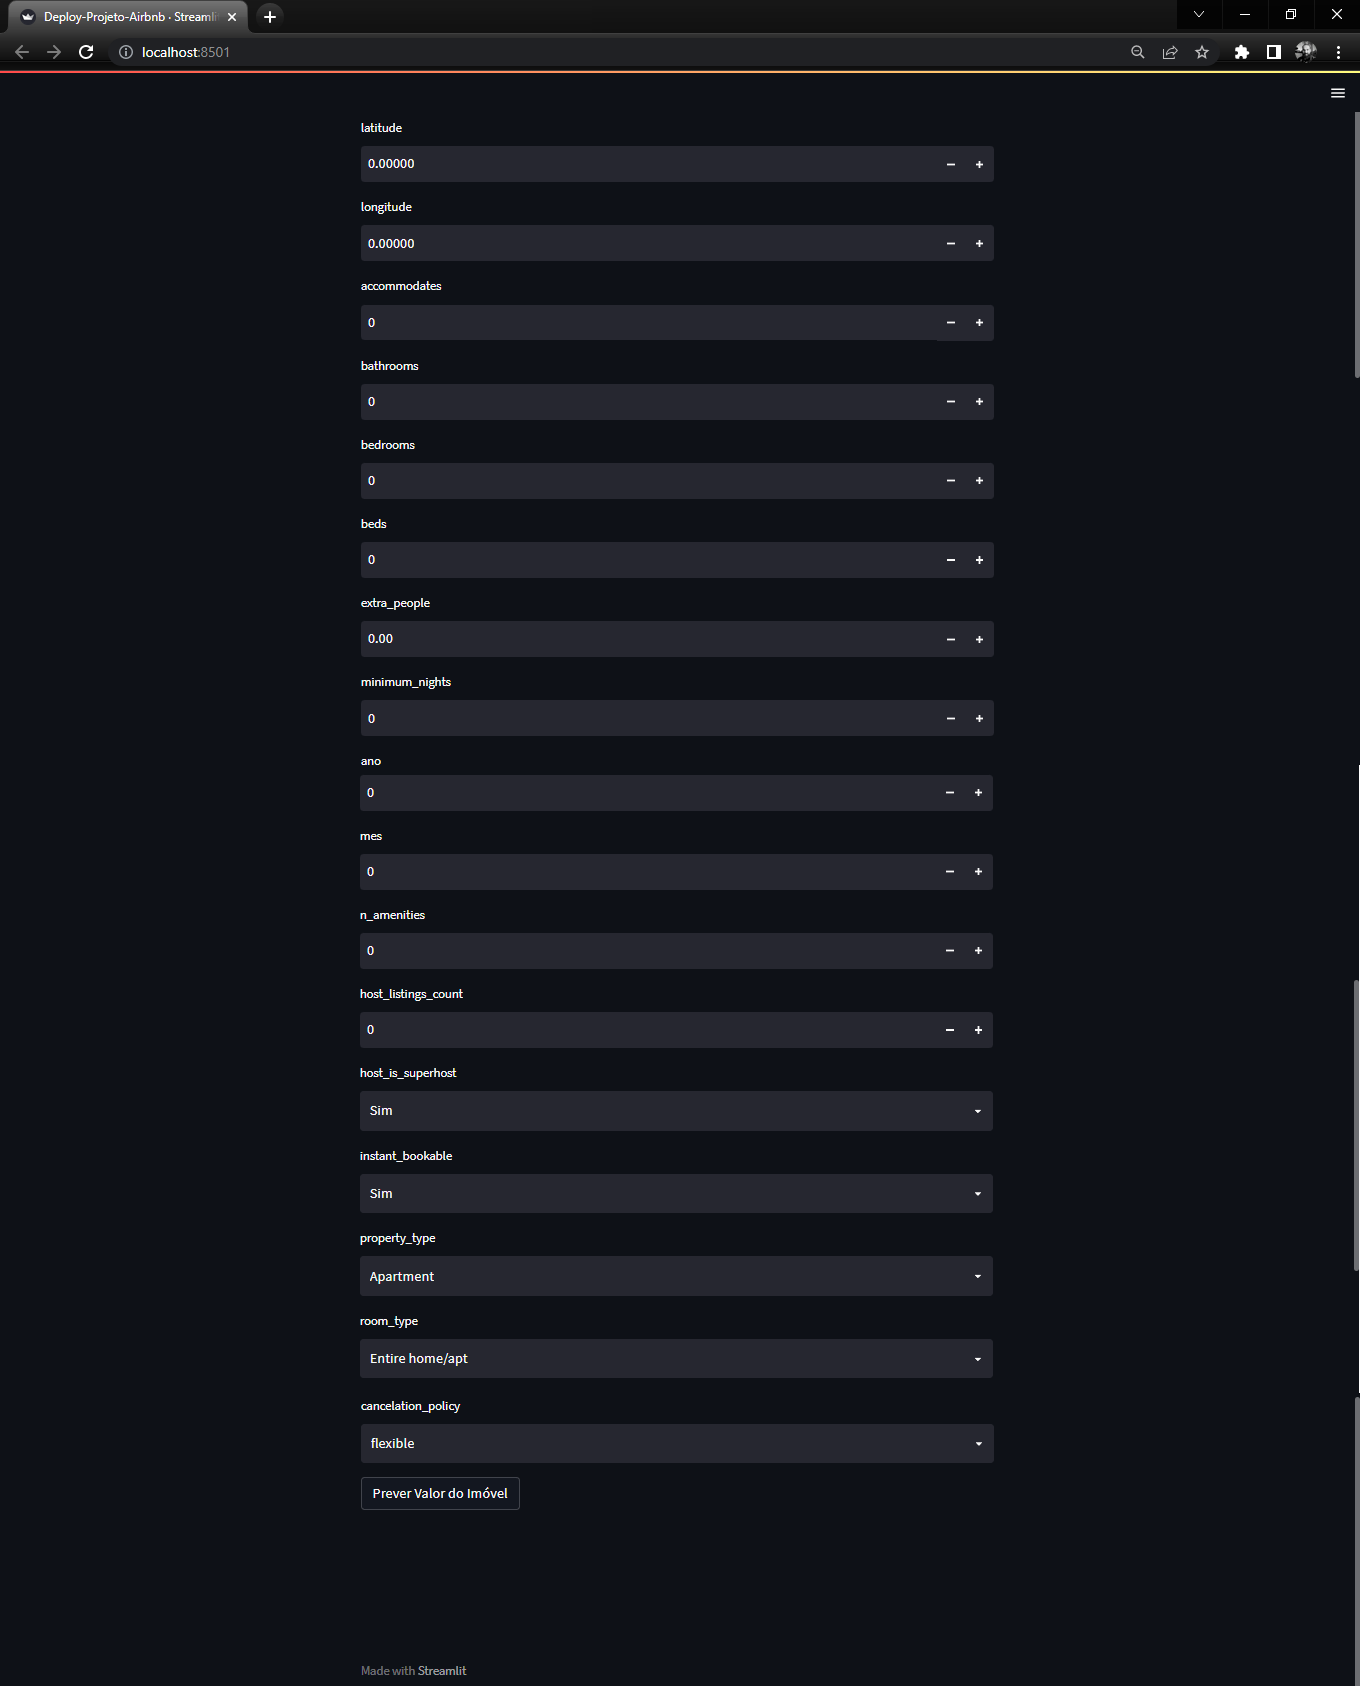 Deploy-Projeto-Airbnb · Streamli
localhost:8501
latitude
0.00000
longitude
0.00000
accommodates
0
bathrooms
0
bedrooms
0
beds
0
extra_people
0.00
minimum_nights
0
ano
0
mes
0
n_amenities
0
host_listings_count
0
host_is_superhost
Sim
instant_bookable
Sim
property_type
Apartment
room_type
Entire home/apt
cancelation_policy
flexible
Prever Valor do Imóvel
Made with Streamlit